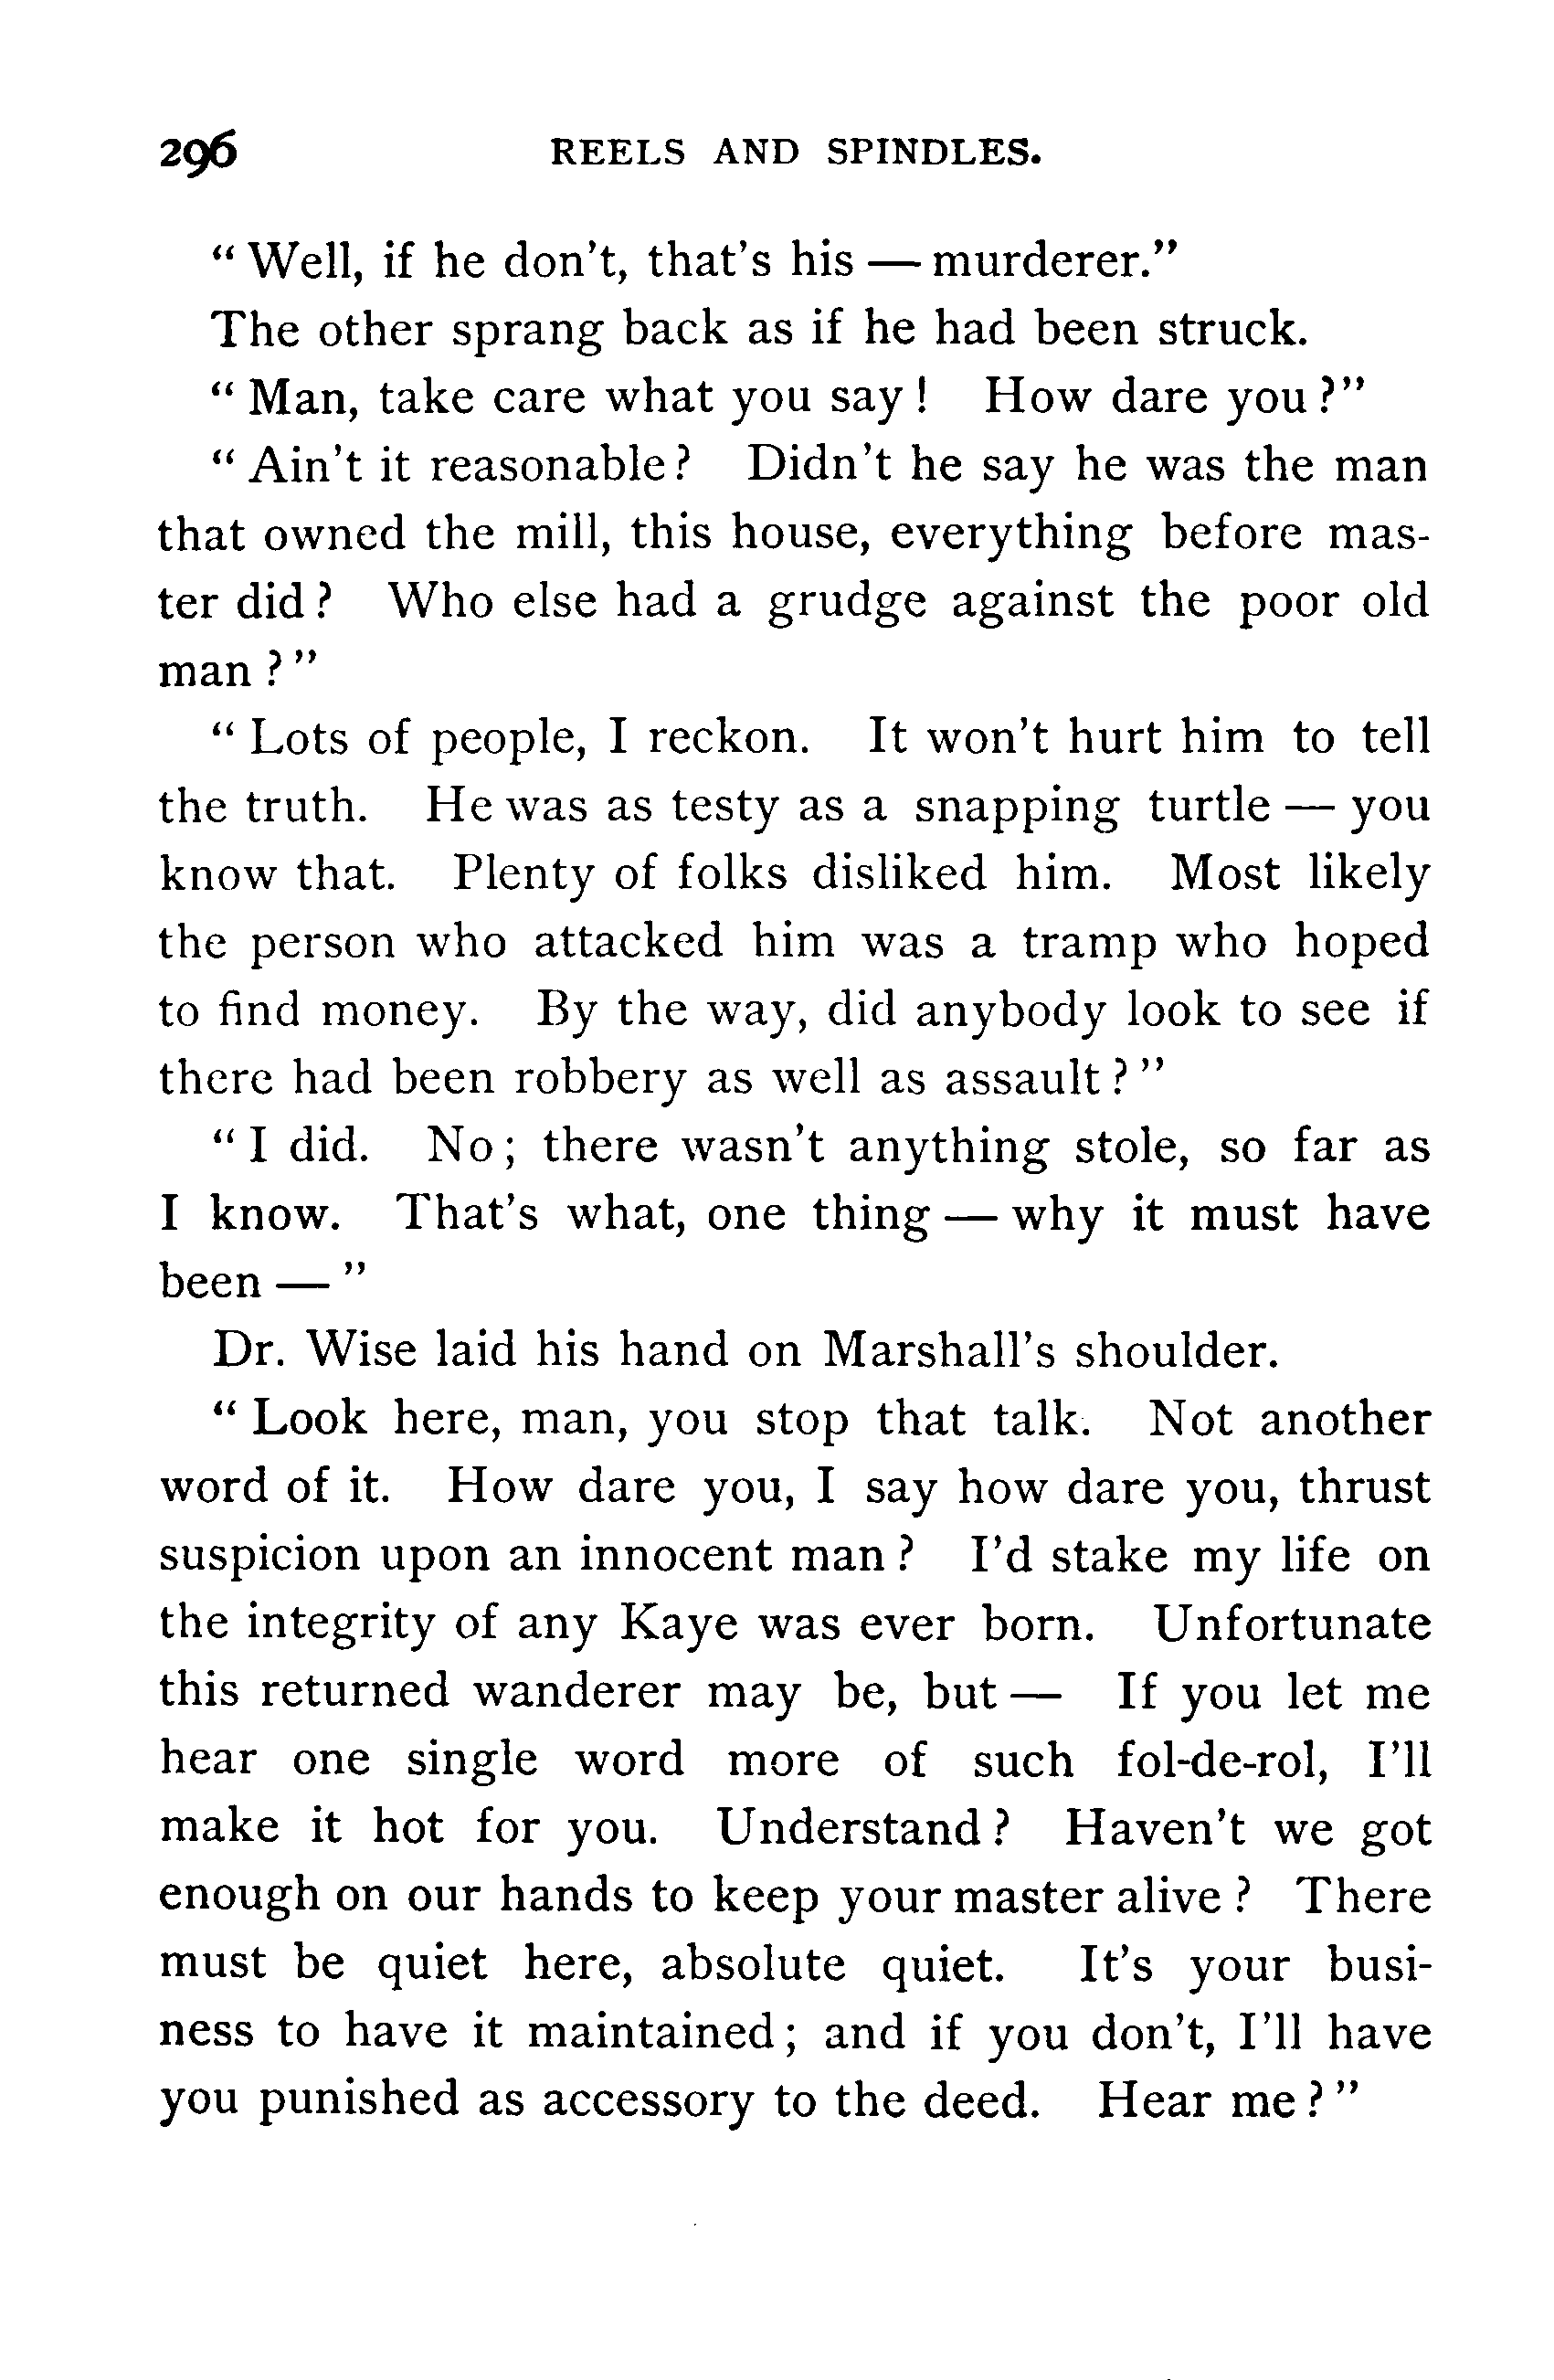 296 REELS AND SPINDLES.
“Well, if he don’t, that’s his — murderer.”
The other sprang back as if he had been struck.
“Man, take care what you say! How dare you?”
“Ain’t it reasonable? Didn’t he say he was the man
that owned the mill, this house, everything before mas-
ter did? Who else had a grudge against the poor old
man?”
“Lots of people, I reckon. It won’t hurt him to tell
the truth. He was as testy as a snapping turtle — you
know that. Plenty of folks disliked him. Most likely
the person who attacked him was a tramp who hoped
to find money. By the way, did anybody look to see if
there had been robbery as well as assault?”
“I did. No; there wasn’t anything stole, so far as
I know. That’s what, one thing — why it must have
been — ”
Dr. Wise laid his hand on Marshall’s shoulder.
“Look here, man, you stop that talk. Not another
word of it. How dare you, I say how dare you, thrust
suspicion upon an innocent man? I’d stake my life on
the integrity of any Kaye was ever born. Unfortunate
this returned wanderer may be, but — If you let me
hear one single word more of such fol-de-rol, I’ll
make it hot for you. Understand? Haven’t we got
enough on our hands to keep your master alive? There
must be quiet here, absolute quiet. It’s your busi-
ness to have it maintained; and if you don’t, I’ll have
you punished as accessory to the deed. Hear me?”